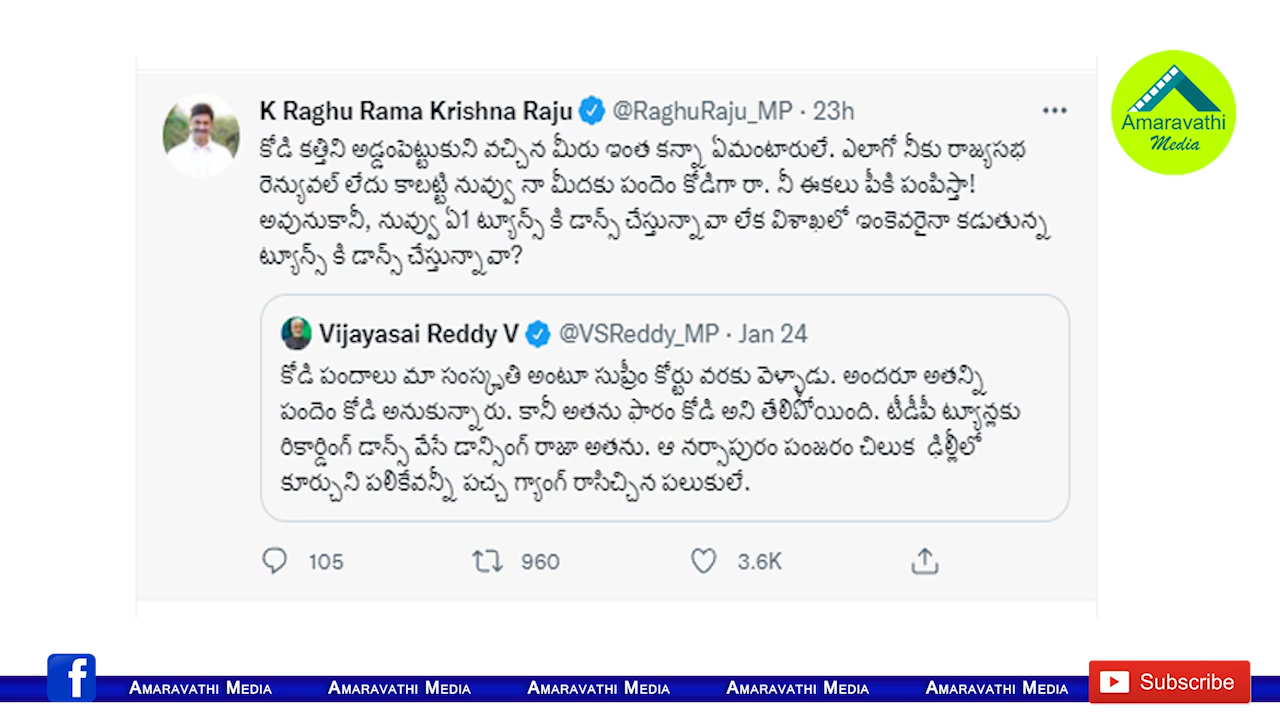 K Raghu Rama Krishna Raju @RaghuRaju_MP · 23h
కోడి కత్తిని అడ్డంపెట్టుకుని వచ్చిన మీరు ఇంత కన్నా ఏమంటారులే. ఎలాగో నీకు రాజ్యసభ
రెన్యువల్ లేదు కాబట్టి నువ్వు నా మీదకు పందెం కోడిగా రా. నీ ఈకలు పీకి పంపిస్తా!
అవునుకానీ, నువ్వు ఏ1 ట్యూన్స్ కి డాన్స్ చేస్తున్నావా లేక విశాఖలో ఇంకెవరైనా కడుతున్న
ట్యూన్స్ కి డాన్స్ చేస్తున్నావా?
Vijayasai Reddy V @VSReddy_MP · Jan 24
కోడి పందాలు మా సంస్కృతి అంటూ సుప్రీం కోర్టు వరకు వెళ్ళాడు. అందరూ అతన్ని
పందెం కోడి అనుకున్నారు. కానీ అతను ఫారం కోడి అని తేలిపోయింది. టీడీపీ ట్యూన్లకు
రికార్డింగ్ డాన్స్ వేసే డాన్సింగ్ రాజా అతను. ఆ నర్సాపురం పంజరం చిలుక ఢిల్లీలో
కూర్చుని పలికేవన్నీ పచ్చ గ్యాంగ్ రాసిచ్చిన పలుకులే.
105 960 3.6K
Amaravathi
Media
f
Amaravathi Media Amaravathi Media Amaravathi Media Amaravathi Media Amaravathi Media
Subscribe